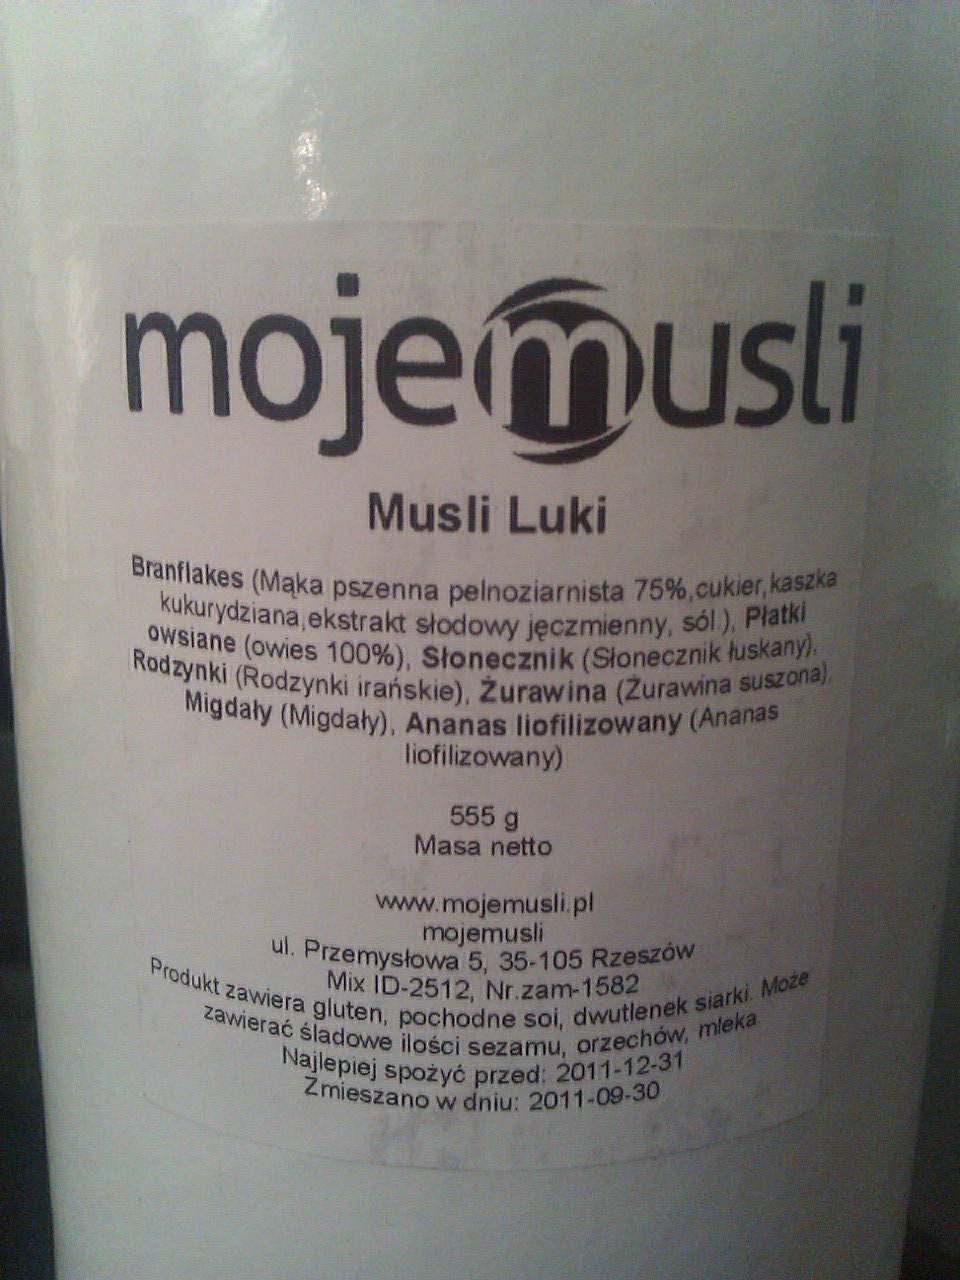 mojemusli
Musli Luki
Branflakes (Mąka pszenna pelnoziarnista 75%,cukier,kaszka
kukurydziana,ekstrakt słodowy jęczmienny, sól.), Płatki
owsiane (owies 100%), Słonecznik (Słonecznik łuskany),
Rodzynki (Rodzynki irańskie), Żurawina (Żurawina suszona),
Migdały (Migdały), Ananas liofilizowany (Ananas
liofilizowany)
555 g
Masa netto
www.mojemusli.pl
mojemusli
ul. Przemysłowa 5, 35-105 Rzeszów
Mix ID-2512, Nr.zam-1582
Produkt zawiera gluten, pochodne soi, dwutlenek siarki. Może
zawierać śladowe ilości sezamu, orzechów, mleka
Najlepiej spożyć przed: 2011-12-31
Zmieszano w dniu: 2011-09-30